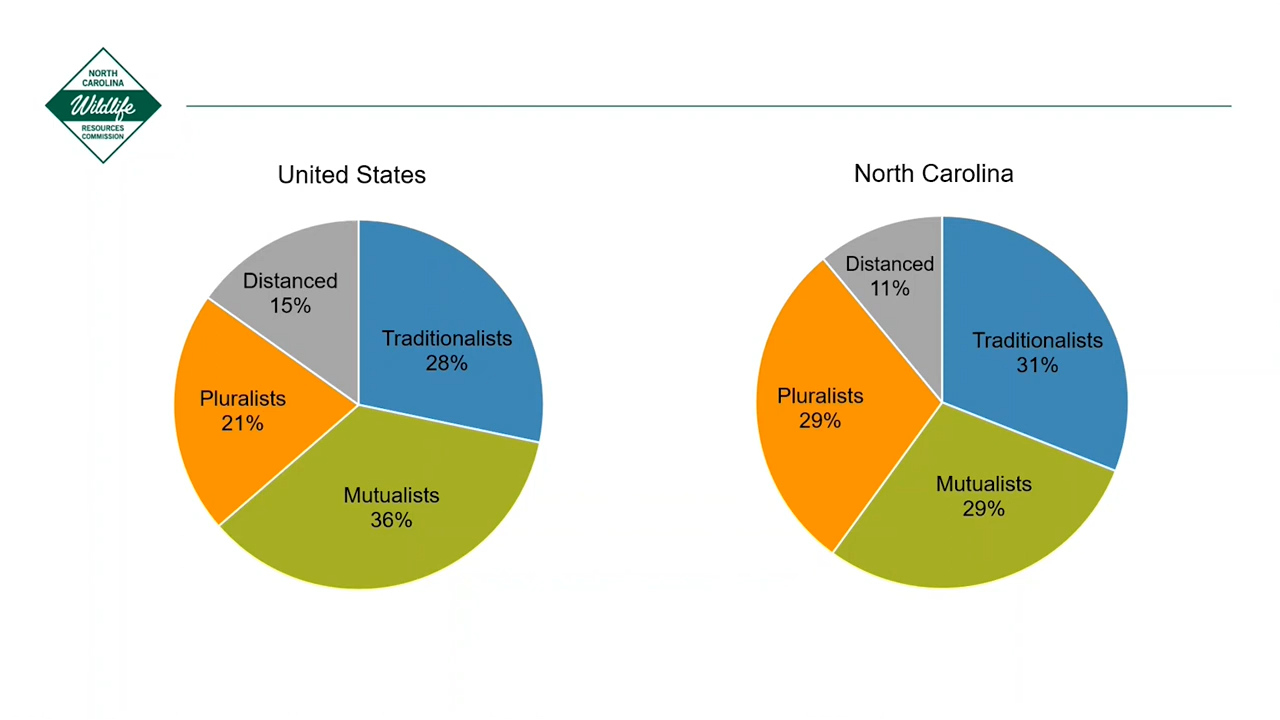 NORTH
CAROLINA
Wildlife
RESOURCES
COMMISSION
United States
Distanced
15%
Traditionalists
28%
Pluralists
21%
Mutualists
36%
North Carolina
Distanced
11%
Traditionalists
31%
Pluralists
29%
Mutualists
29%